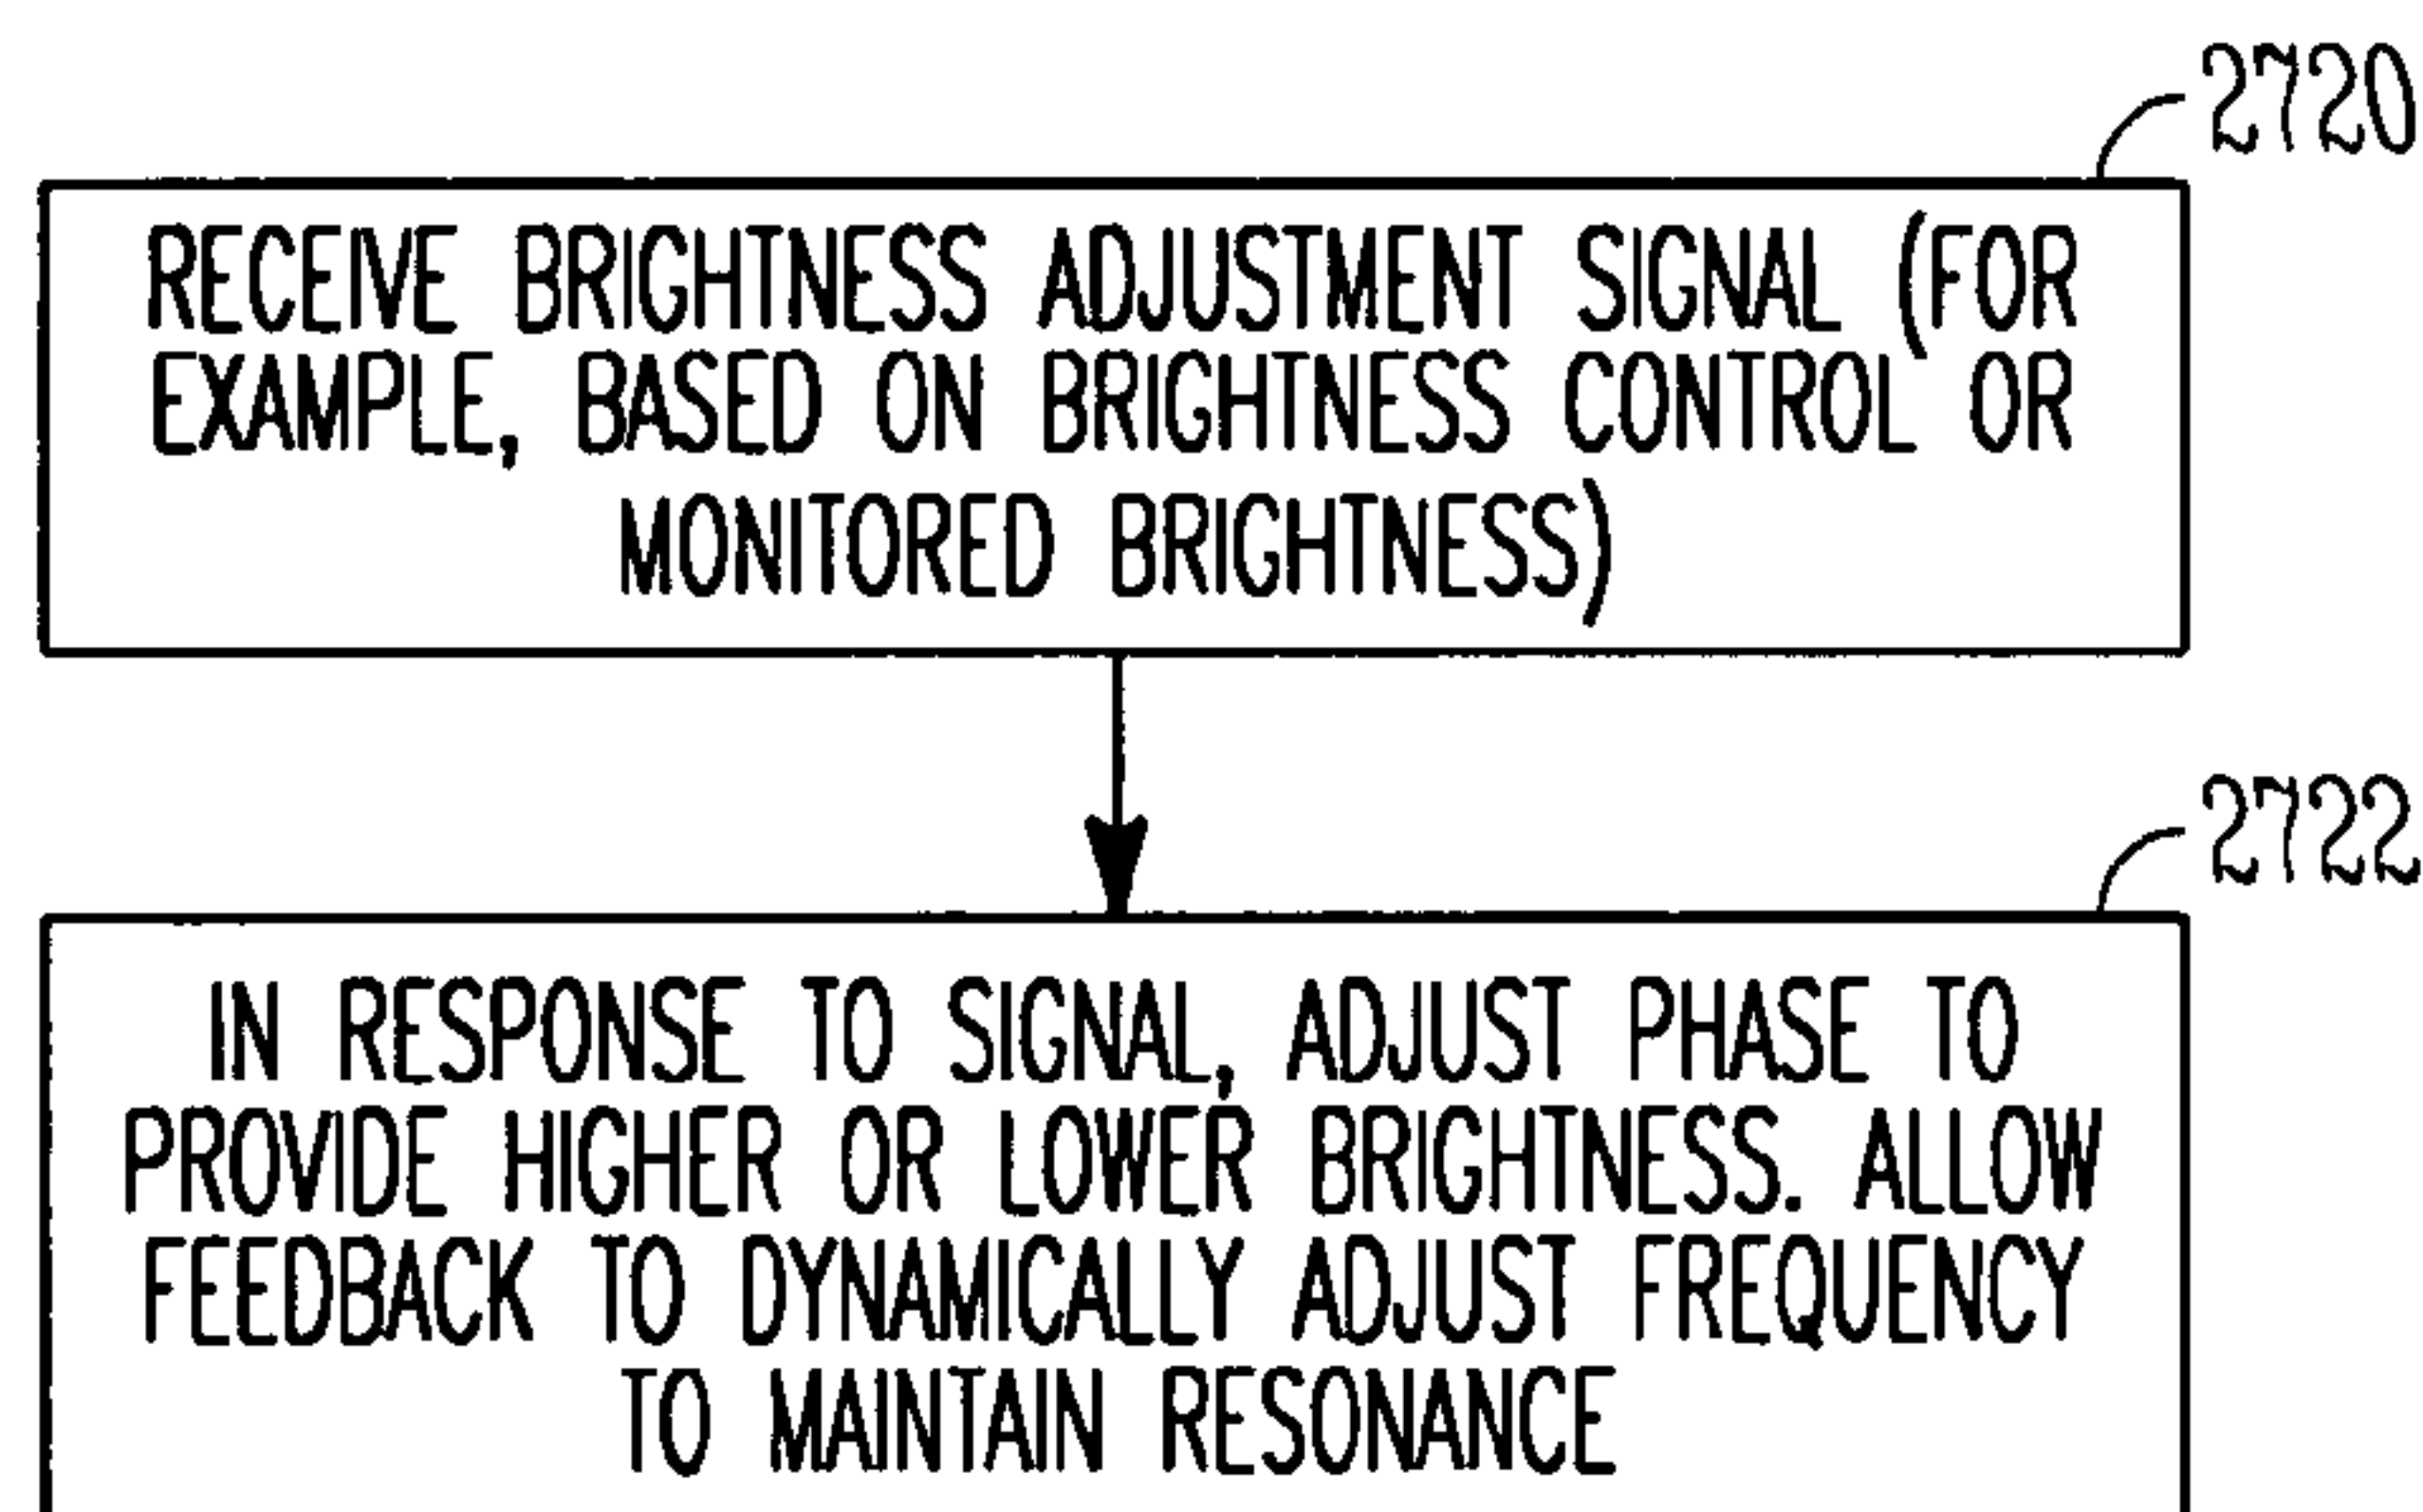 2720
RECEIVE BRIGHTNESS ADJUSTMENT SIGNAL (FOR
EXAMPLE, BASED ON BRIGHTNESS CONTROL OR
MONITORED BRIGHTNESS)
2722
IN RESPONSE TO SIGNAL, ADJUST PHASE TO
PROVIDE HIGHER OR LOWER BRIGHTNESS. ALLOW
FEEDBACK TO DYNAMICALLY ADJUST FREQUENCY
TO MAINTAIN RESONANCE